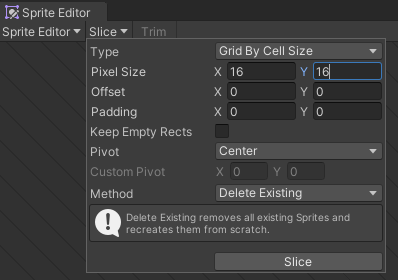 Sprite Editor
Sprite Editor Slice Trim
Type Grid By Cell Size
Pixel Size X 16 Y 16
Offset X 0 Y 0
Padding X 0 Y 0
Keep Empty Rects
Pivot Center
Custom Pivot X 0 Y 0
Method Delete Existing
Delete Existing removes all existing Sprites and
recreates them from scratch.
Slice